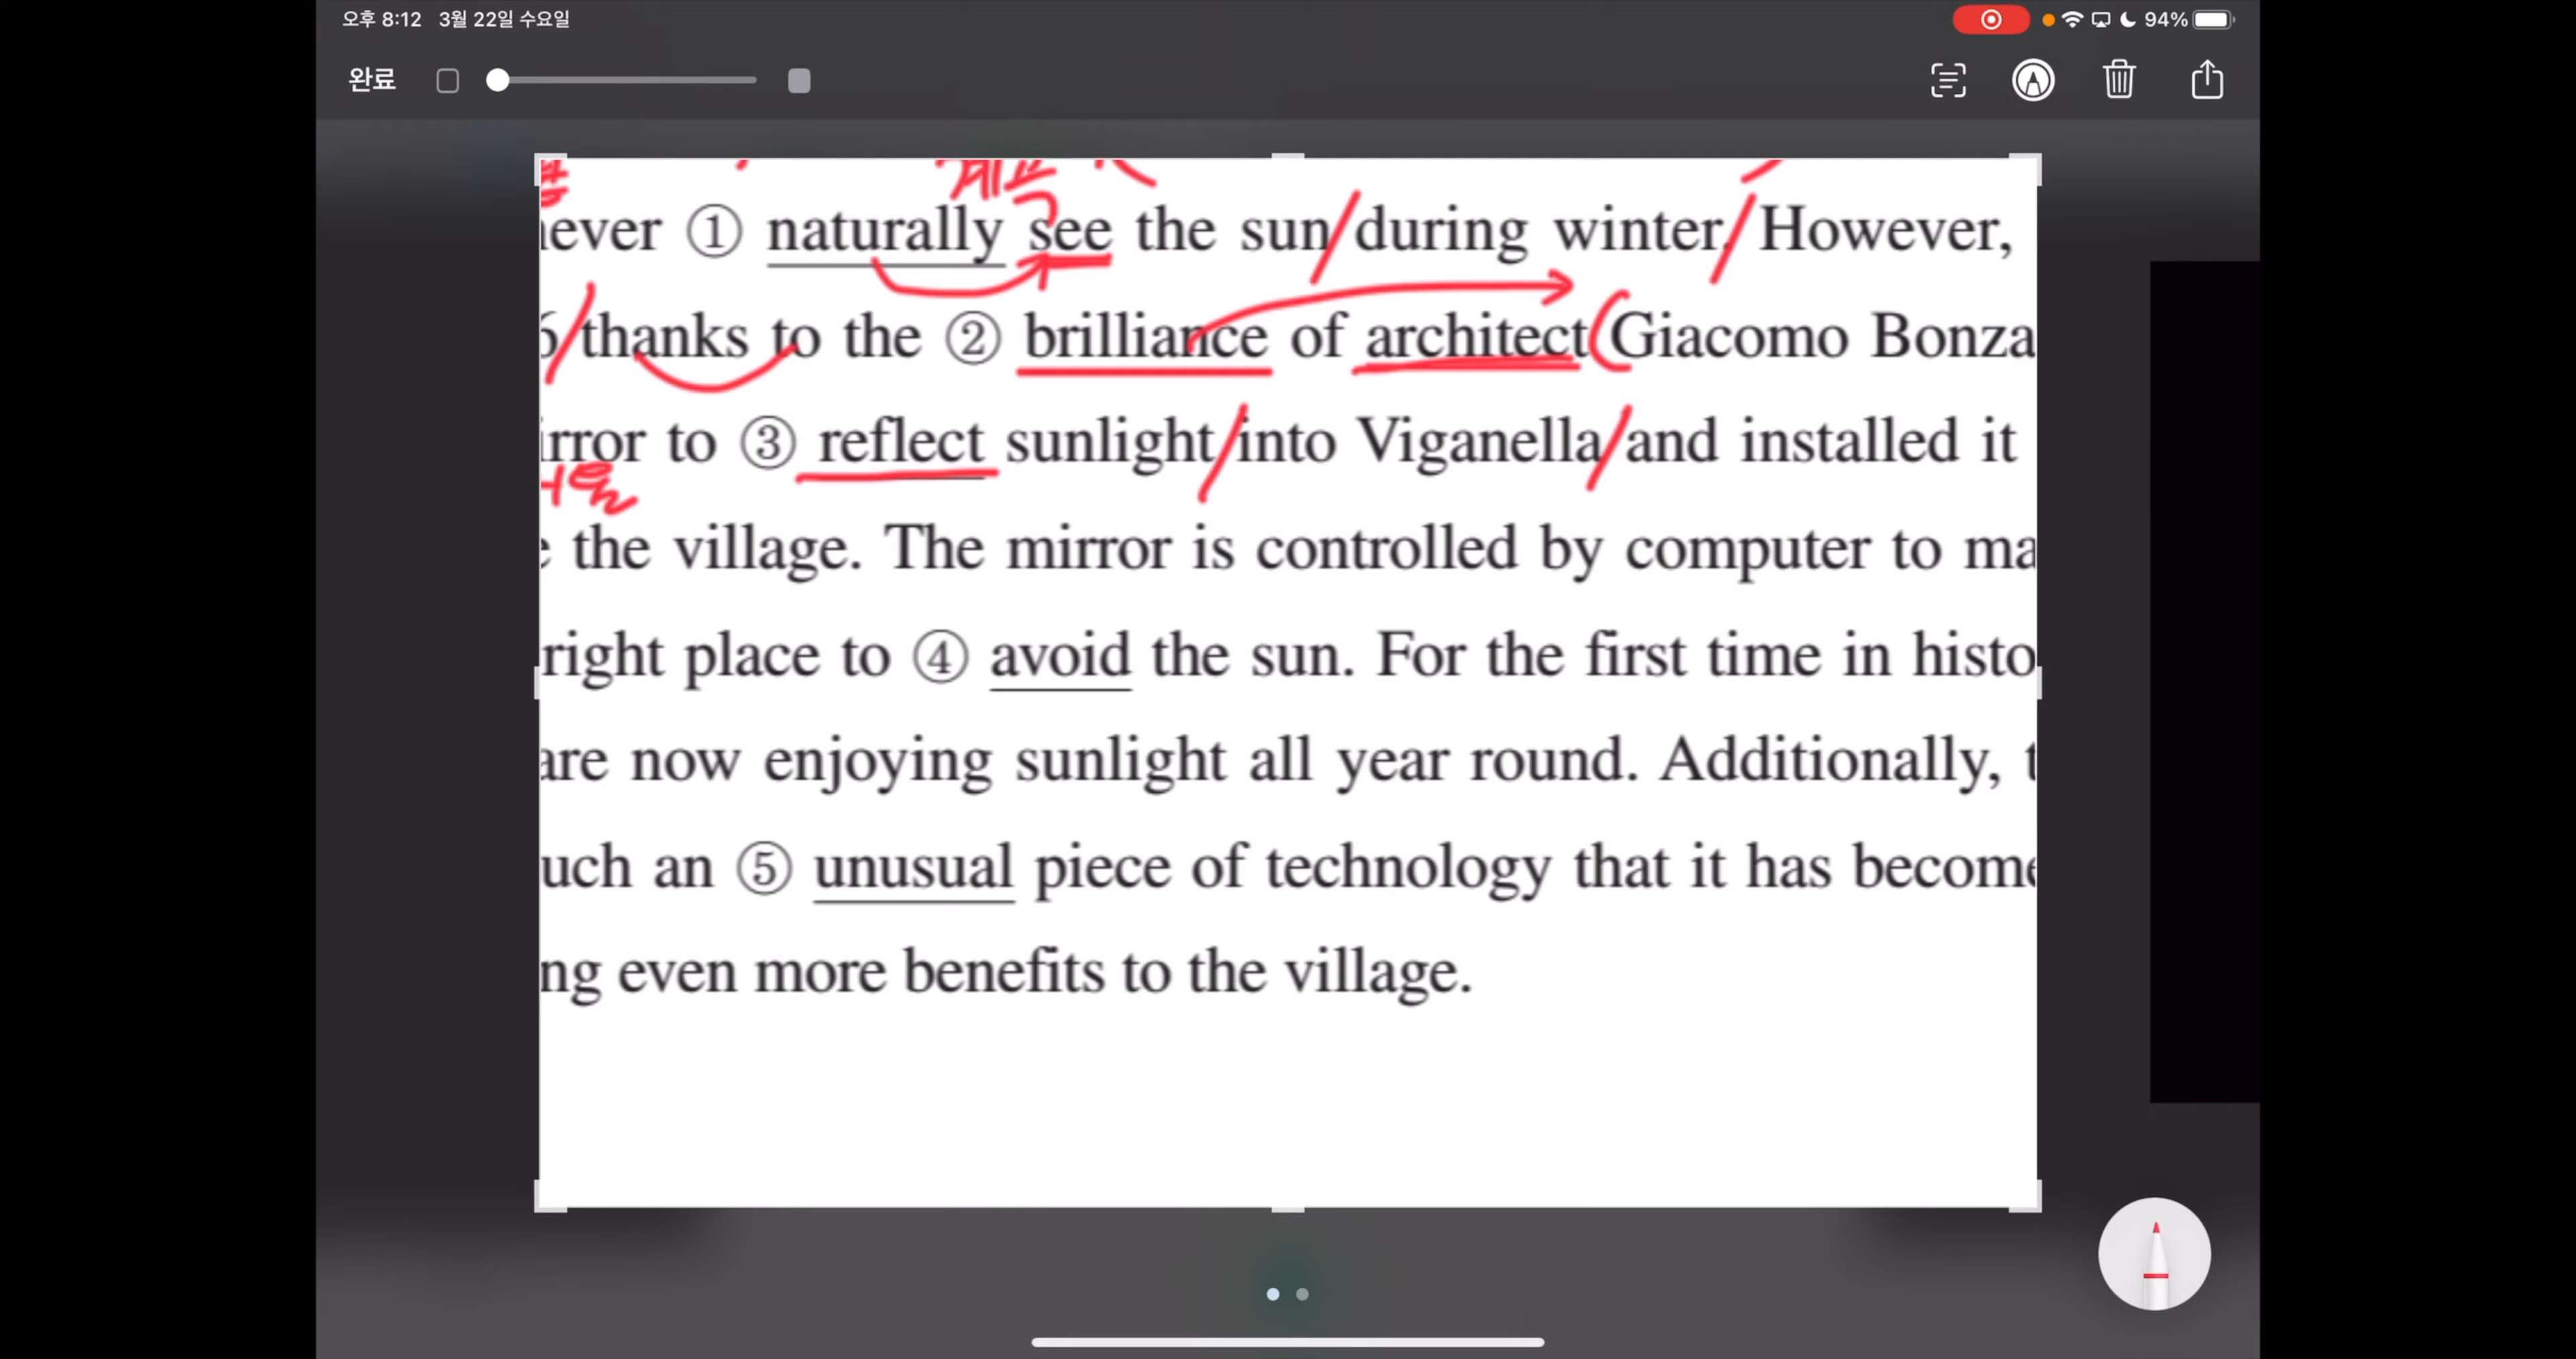 오후 8:12 3월 22일 수요일
94%
완료
never ① naturally see the sun during winter. However,
6 thanks to the ② brilliance of architect Giacomo Bonza
to ③ reflect sunlight into Viganella and installed it
the village. The mirror is controlled by computer to ma
right place to ④ avoid the sun. For the first time in histo
are now enjoying sunlight all year round. Additionally, t
uch an ⑤ unusual piece of technology that it has become
ng even more benefits to the village.